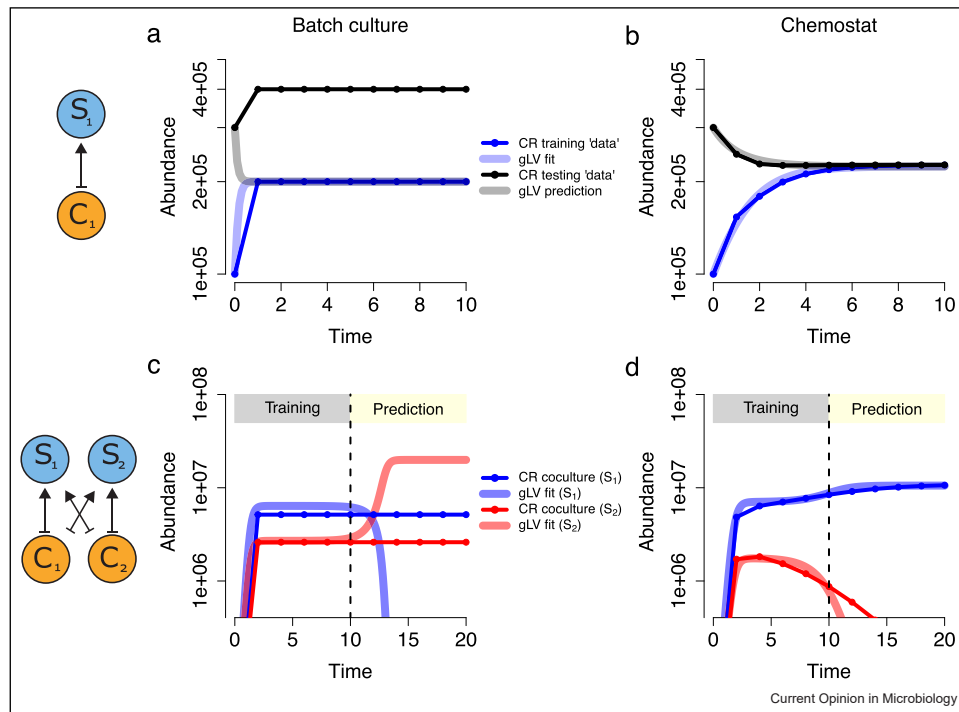 Batch culture
Chemostat
a
b
S₁
C₁
Abundance
4e+05
2e+05
1e+05
0 2 4 6 8 10
Time
CR training 'data'
gLV fit
CR testing 'data'
gLV prediction
Abundance
4e+05
2e+05
1e+05
0 2 4 6 8 10
Time
c
d
S₁ S₂
C₁ C₂
Abundance
1e+08
1e+07
1e+06
Training Prediction
0 5 10 15 20
Time
CR coculture (S₁)
gLV fit (S₁)
CR coculture (S₂)
gLV fit (S₂)
Abundance
1e+08
1e+07
1e+06
Training Prediction
0 5 10 15 20
Time
Current Opinion in Microbiology